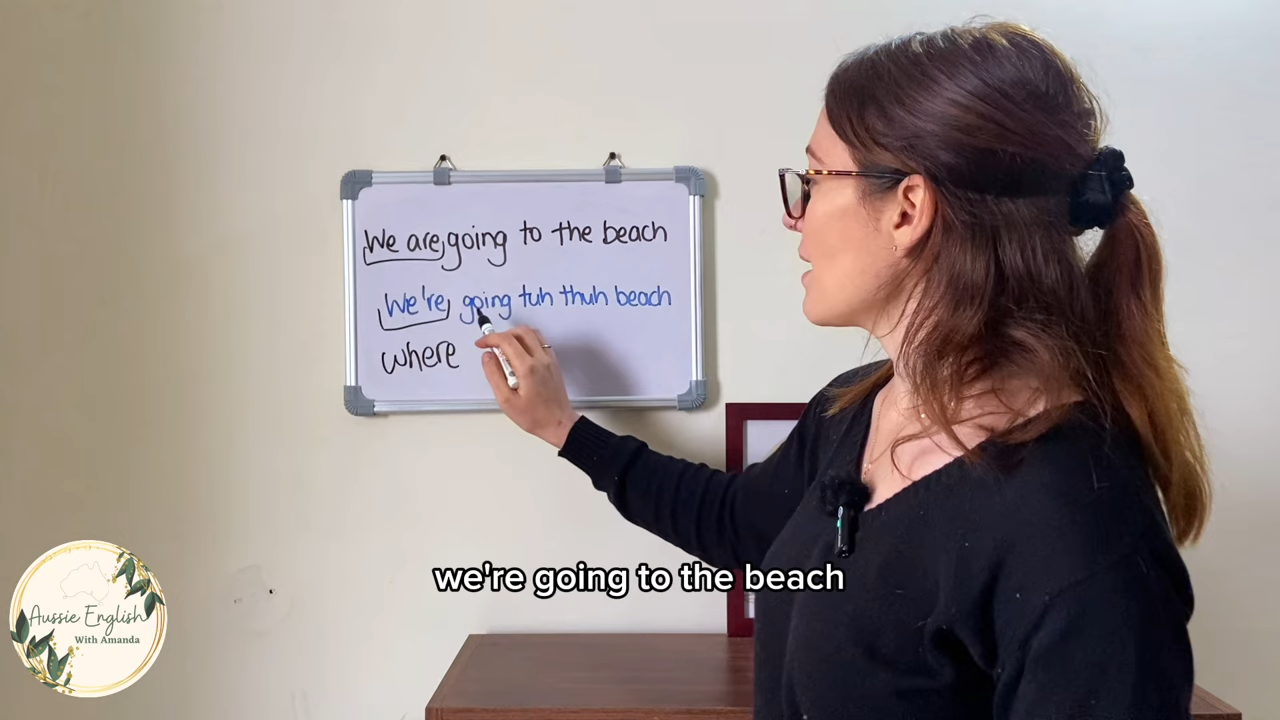 We are going to the beach
We're going tuh thuh beach
where
we're going to the beach
Aussie English
With Amanda